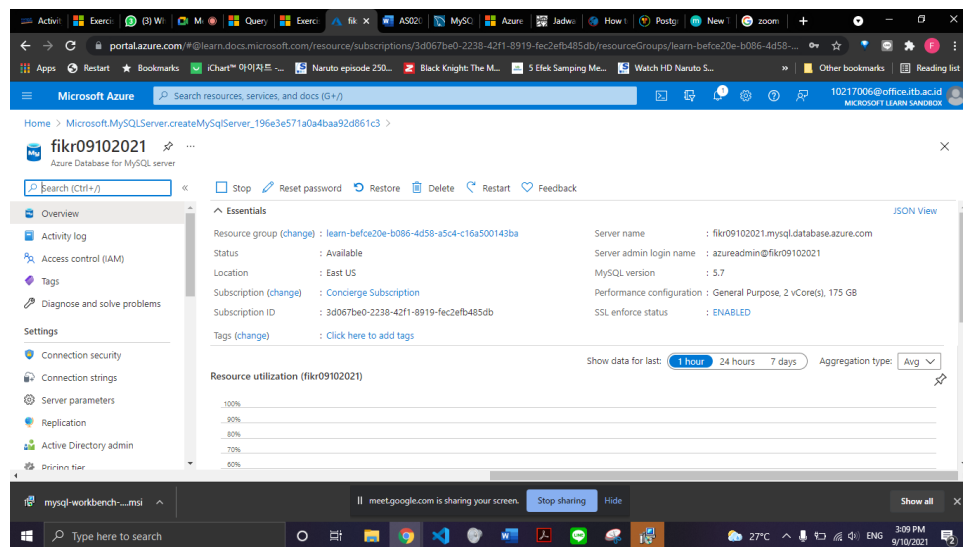 Activit
Exerci
(3) Wh
Query
Exerci
fik
AS020
MySQ
Azure
Jadwa
How t
Postgr
New T
zoom
portal.azure.com/#@learn.docs.microsoft.com/resource/subscriptions/3d067be0-2238-42f1-8919-fec2efb485db/resourceGroups/learn-befce20e-b086-4d58-...
Apps
Restart
Bookmarks
iChart™ 아이차트 -...
Naruto episode 250...
Black Knight: The M...
5 Efek Samping Me...
Watch HD Naruto S...
»
Other bookmarks
Reading list
Microsoft Azure
Search resources, services, and docs (G+/)
1
10217006@office.itb.ac.id
MICROSOFT LEARN SANDBOX
Home > Microsoft.MySQLServer.createMySqlServer_196e3e571a0a4baa92d861c3 >
My
fikr09102021
Azure Database for MySQL server
Search (Ctrl+/)
«
Stop
Reset password
Restore
Delete
Restart
Feedback
Overview
Activity log
Access control (IAM)
Tags
Diagnose and solve problems
Settings
Connection security
Connection strings
Server parameters
Replication
Active Directory admin
Pricing tier
Essentials
JSON View
Resource group (change) : learn-befce20e-b086-4d58-a5c4-c16a500143ba
Status : Available
Location : East US
Subscription (change) : Concierge Subscription
Subscription ID : 3d067be0-2238-42f1-8919-fec2efb485db
Tags (change) : Click here to add tags
Server name : fikr09102021.mysql.database.azure.com
Server admin login name : azureadmin@fikr09102021
MySQL version : 5.7
Performance configuration : General Purpose, 2 vCore(s), 175 GB
SSL enforce status : ENABLED
Show data for last: 1 hour 24 hours 7 days Aggregation type: Avg
Resource utilization (fikr09102021)
100%
90%
80%
70%
60%
mysql-workbench-....msi
meet.google.com is sharing your screen.
Stop sharing
Hide
Show all
Type here to search
27°C
ENG
3:09 PM
9/10/2021
2